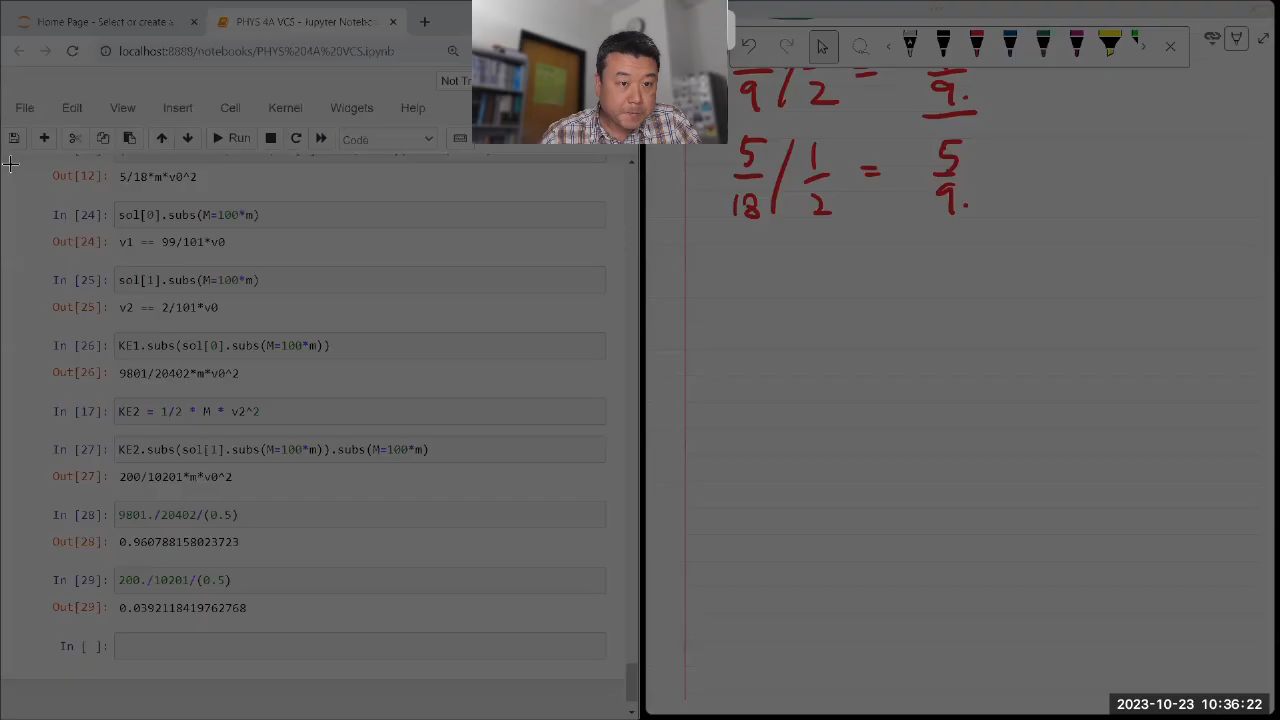 Home Page - Select or create a
PHYS 4A VCS - Jupyter Notebo
localhost:8888/notebook/PHYS%204A%20VCS.ipynb
Not Tr
File Edit View Insert Cell Kernel Widgets Help
Run
Code
Out[12]: 5/18*m*v0^2
In [24]: sol[0].subs(M=100*m)
Out[24]: v1 == 99/101*v0
In [25]: sol[1].subs(M=100*m)
Out[25]: v2 == 2/101*v0
In [26]: KE1.subs(sol[0].subs(M=100*m))
Out[26]: 9801/20402*m*v0^2
In [17]: KE2 = 1/2 * M * v2^2
In [27]: KE2.subs(sol[1].subs(M=100*m)).subs(M=100*m)
Out[27]: 200/10201*m*v0^2
In [28]: 9801./20402/(0.5)
Out[28]: 0.960788158023723
In [29]: 200./10201/(0.5)
Out[29]: 0.0392118419762768
In [ ]:
9 / 2 = 9.
5/18 / 1/2 = 5/9.
2023-10-23 10:36:22